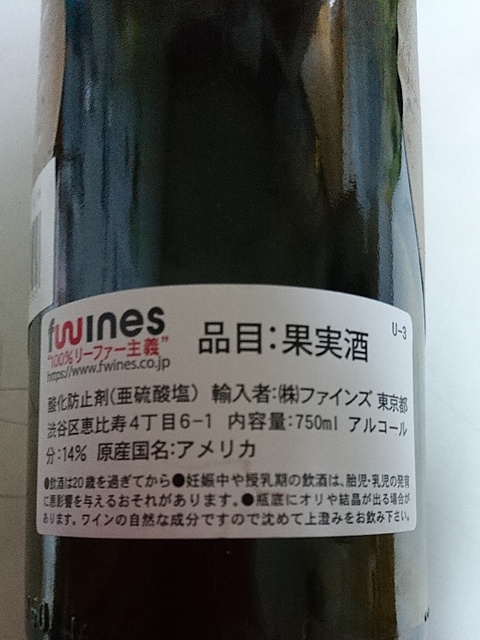 fwines
"100%リーファー主義"
https://www.fwines.co.jp
品目:果実酒
U-3
酸化防止剤(亜硫酸塩) 輸入者:㈱ファインズ 東京都
渋谷区恵比寿4丁目6-1 内容量:750ml アルコール
分:14% 原産国名:アメリカ
●飲酒は20歳を過ぎてから●妊娠中や授乳期の飲酒は、胎児・乳児の発育
に悪影響を与えるおそれがあります。●瓶底にオリや結晶が出る場合が
あります。ワインの自然な成分ですので沈めて上澄みをお飲み下さい。